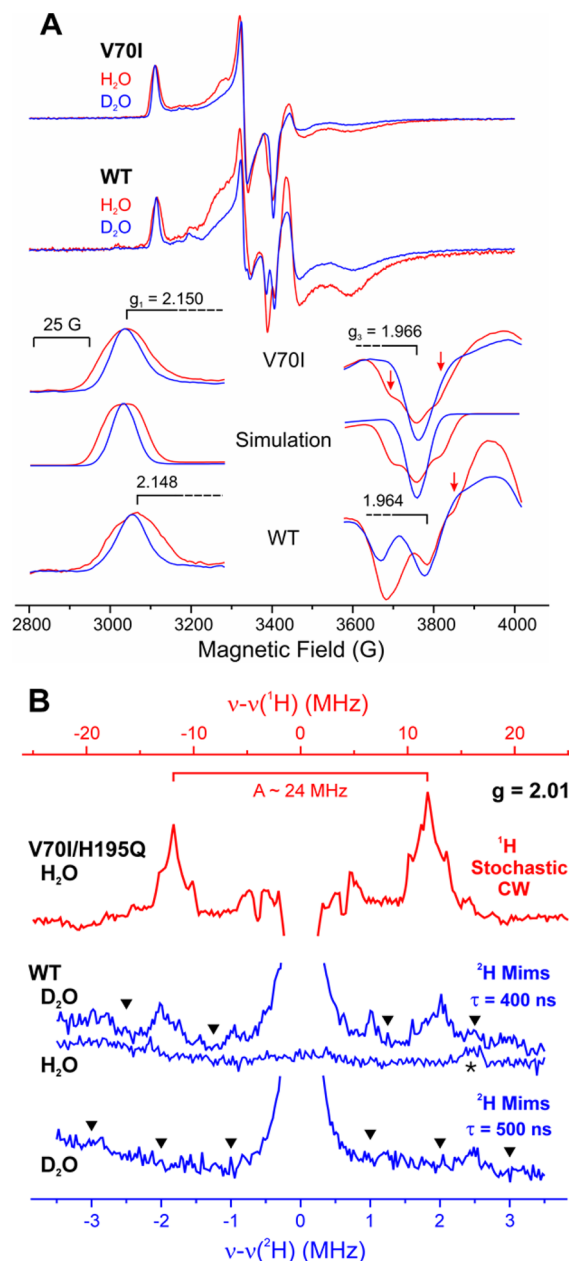 A
V70I
H2O
D2O
WT
H2O
D2O
g1 = 2.150
25 G
g3 = 1.966
V70I
Simulation
2.148
1.964
WT
2800 3000 3200 3400 3600 3800 4000
Magnetic Field (G)
B
ν-ν(¹H) (MHz)
-20 -10 0 10 20
A ~ 24 MHz
g = 2.01
V70I/H195Q
H2O
¹H
Stochastic
CW
WT
D2O
²H Mims
τ = 400 ns
H2O
*
²H Mims
τ = 500 ns
D2O
-3 -2 -1 0 1 2 3
ν-ν(²H) (MHz)